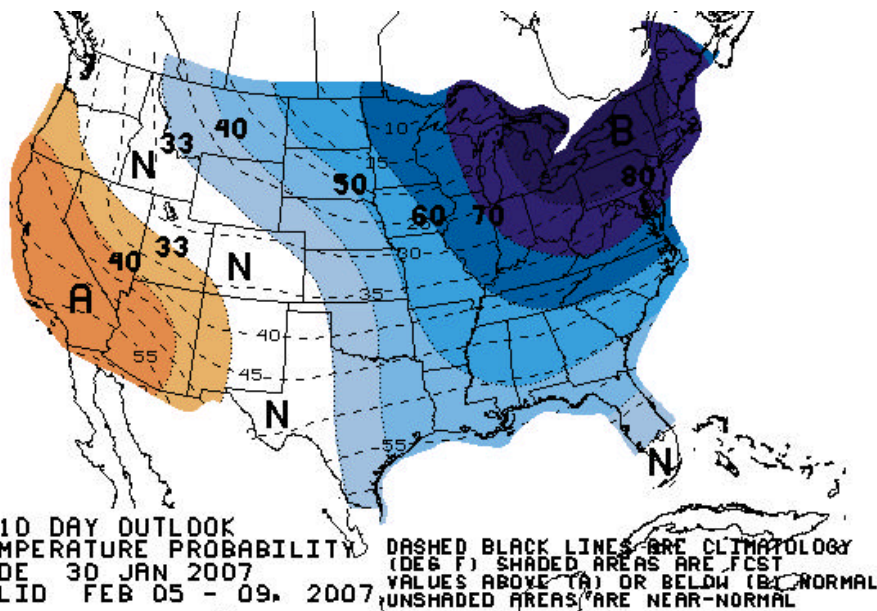 33
40
N
50
60
70
80
B
10
15
20
25
30
35
40
45
55
33
40
A
N
55
N
N
10 DAY OUTLOOK
MPERATURE PROBABILITY
DE 30 JAN 2007
LID FEB 05 - 09, 2007
DASHED BLACK LINES ARE CLIMATOLOGY
(DEG F) SHADED AREAS ARE FCST
VALUES ABOVE (A) OR BELOW (B) NORMAL
UNSHADED AREAS ARE NEAR-NORMAL